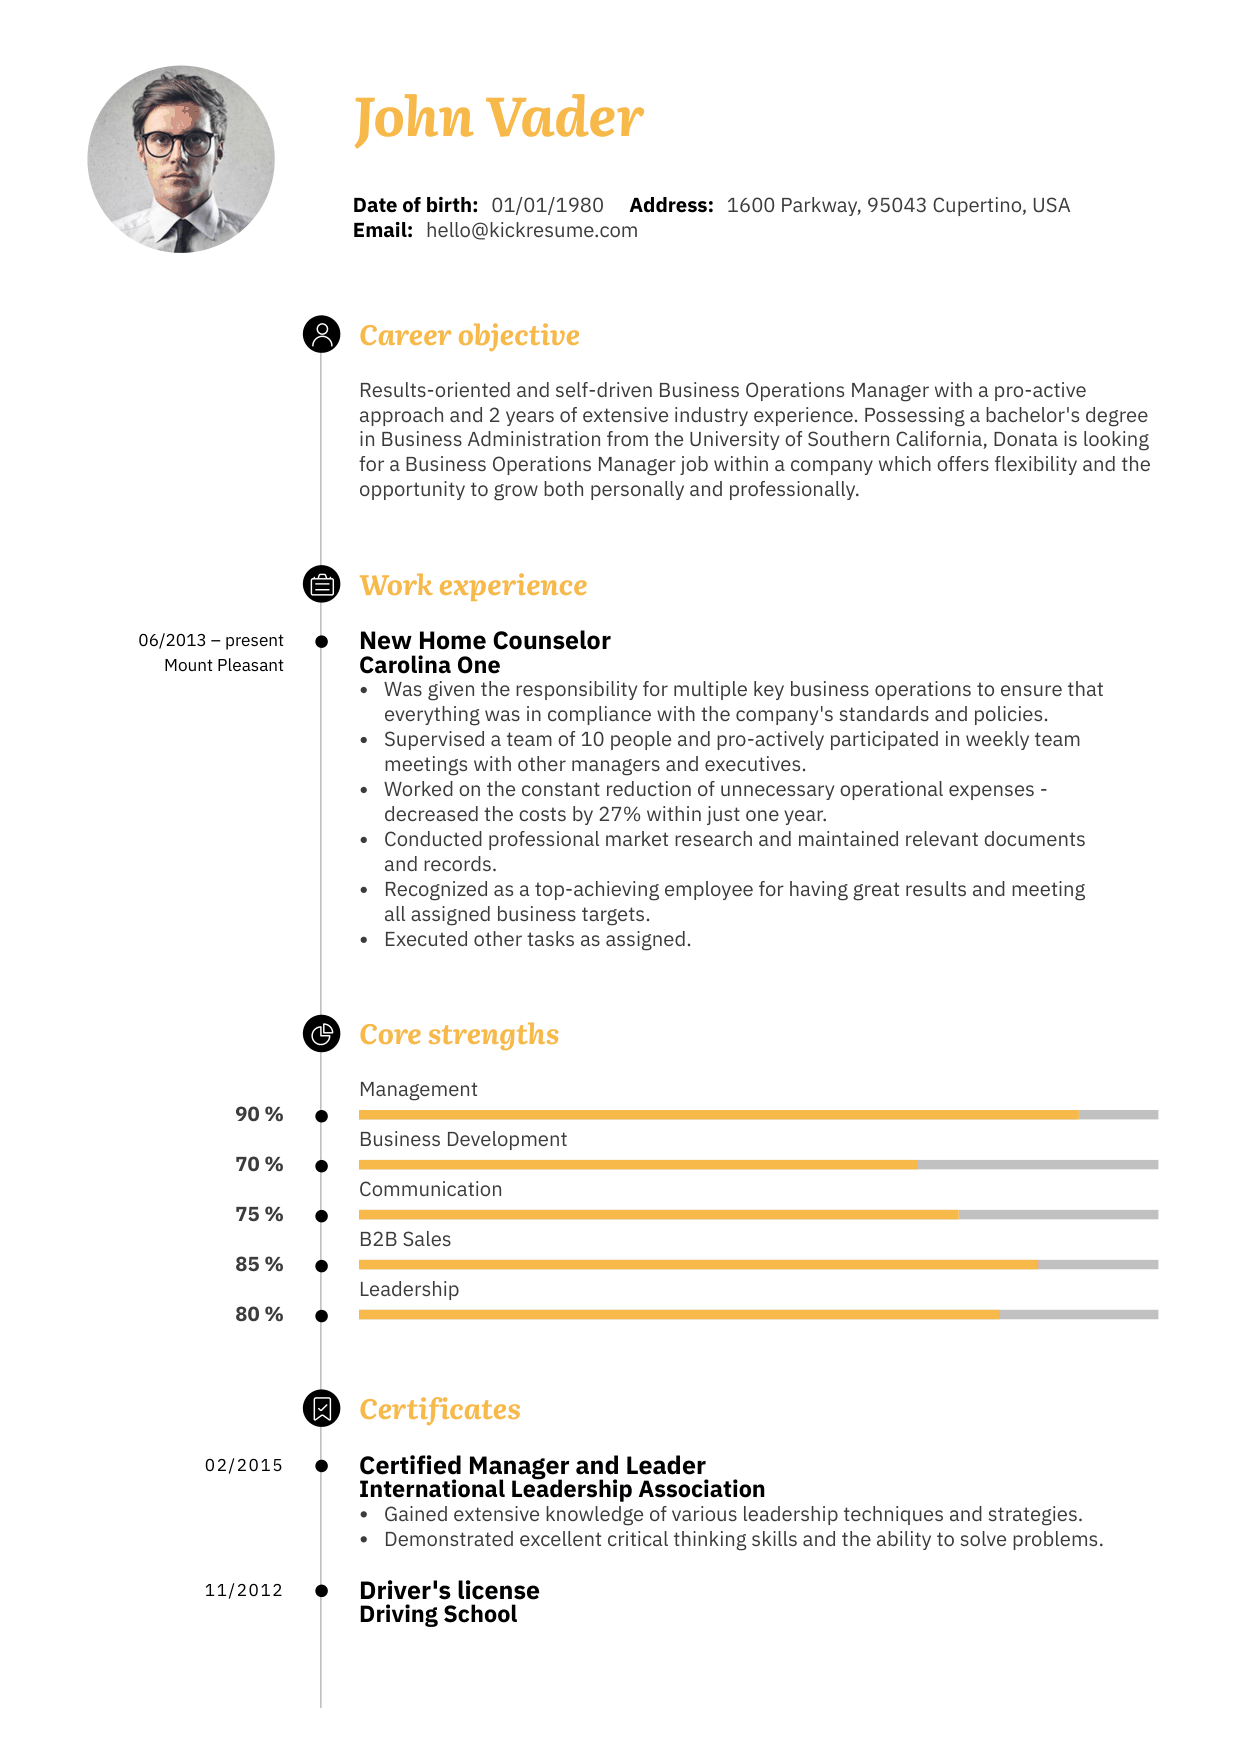 John Vader
Date of birth: 01/01/1980 Address: 1600 Parkway, 95043 Cupertino, USA
Email: hello@kickresume.com
Career objective
Results-oriented and self-driven Business Operations Manager with a pro-active
approach and 2 years of extensive industry experience. Possessing a bachelor's degree
in Business Administration from the University of Southern California, Donata is looking
for a Business Operations Manager job within a company which offers flexibility and the
opportunity to grow both personally and professionally.
Work experience
06/2013 – present
Mount Pleasant
New Home Counselor
Carolina One
• Was given the responsibility for multiple key business operations to ensure that
everything was in compliance with the company's standards and policies.
• Supervised a team of 10 people and pro-actively participated in weekly team
meetings with other managers and executives.
• Worked on the constant reduction of unnecessary operational expenses -
decreased the costs by 27% within just one year.
• Conducted professional market research and maintained relevant documents
and records.
• Recognized as a top-achieving employee for having great results and meeting
all assigned business targets.
• Executed other tasks as assigned.
Core strengths
Management
90 %
Business Development
70 %
Communication
75 %
B2B Sales
85 %
Leadership
80 %
Certificates
02/2015
Certified Manager and Leader
International Leadership Association
• Gained extensive knowledge of various leadership techniques and strategies.
• Demonstrated excellent critical thinking skills and the ability to solve problems.
11/2012
Driver's license
Driving School